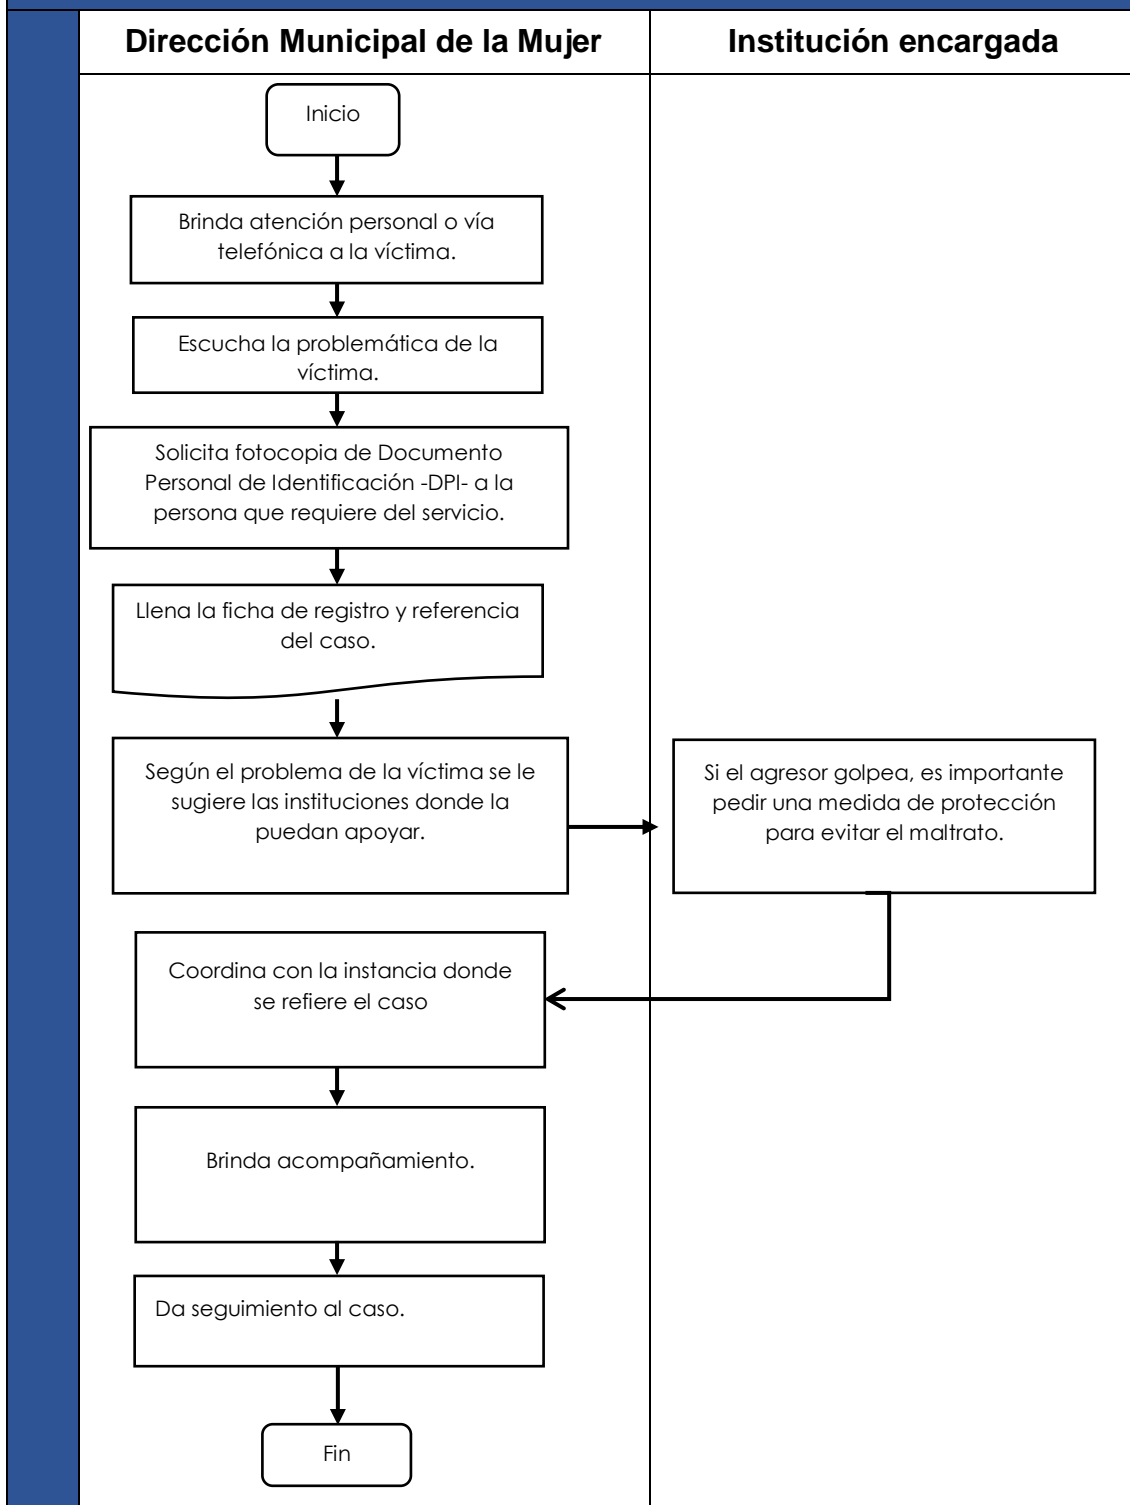 Dirección Municipal de la Mujer
Institución encargada
Inicio
Brinda atención personal o vía
telefónica a la víctima.
Escucha la problemática de la
víctima.
Solicita fotocopia de Documento
Personal de Identificación -DPI- a la
persona que requiere del servicio.
Llena la ficha de registro y referencia
del caso.
Según el problema de la víctima se le
sugiere las instituciones donde la
puedan apoyar.
Si el agresor golpea, es importante
pedir una medida de protección
para evitar el maltrato.
Coordina con la instancia donde
se refiere el caso
Brinda acompañamiento.
Da seguimiento al caso.
Fin